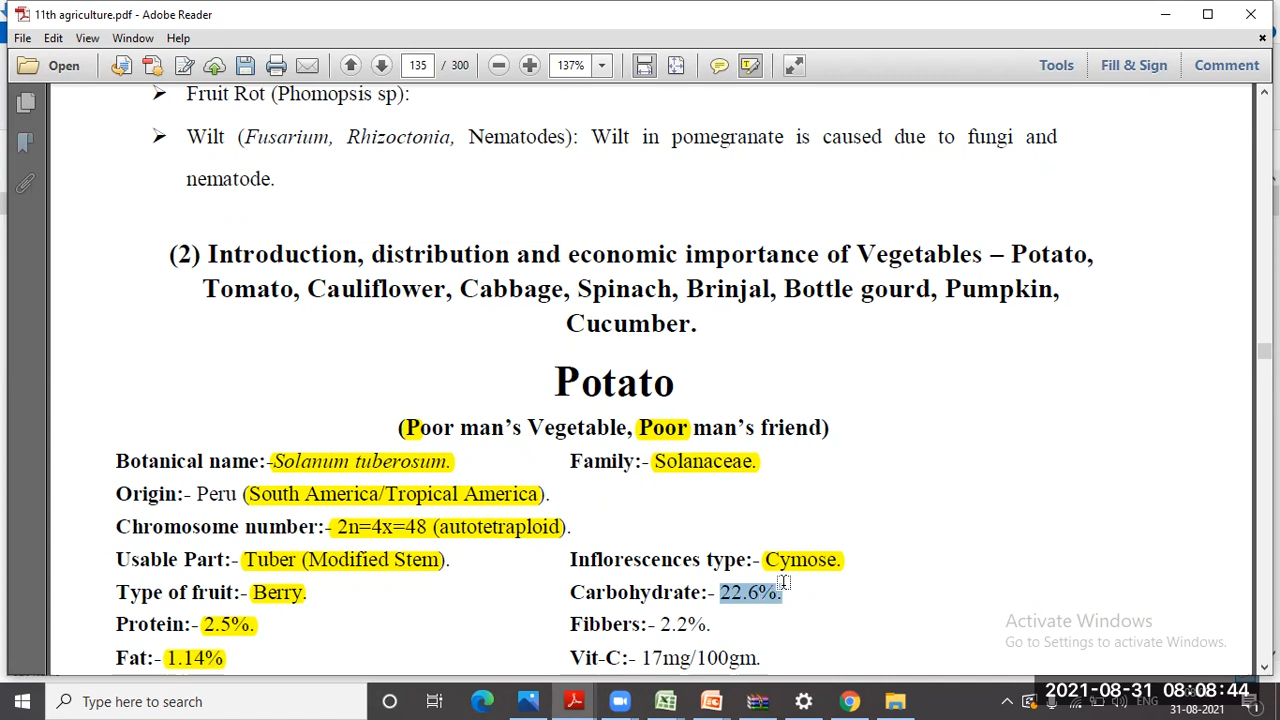 11th agriculture.pdf - Adobe Reader
File Edit View Window Help
Open 135 / 300 137% Tools Fill & Sign Comment
Fruit Rot (Phomopsis sp):
Wilt (Fusarium, Rhizoctonia, Nematodes): Wilt in pomegranate is caused due to fungi and
nematode.
(2) Introduction, distribution and economic importance of Vegetables – Potato,
Tomato, Cauliflower, Cabbage, Spinach, Brinjal, Bottle gourd, Pumpkin,
Cucumber.
Potato
(Poor man's Vegetable, Poor man's friend)
Botanical name:-Solanum tuberosum. Family:- Solanaceae.
Origin:- Peru (South America/Tropical America).
Chromosome number:- 2n=4x=48 (autotetraploid).
Usable Part:- Tuber (Modified Stem). Inflorescences type:- Cymose.
Type of fruit:- Berry. Carbohydrate:- 22.6%.
Protein:- 2.5%. Fibbers:- 2.2%.
Fat:- 1.14% Vit-C:- 17mg/100gm.
Activate Windows
Go to Settings to activate Windows.
Type here to search
ENG
2021-08-31 08:08:44
31-08-2021